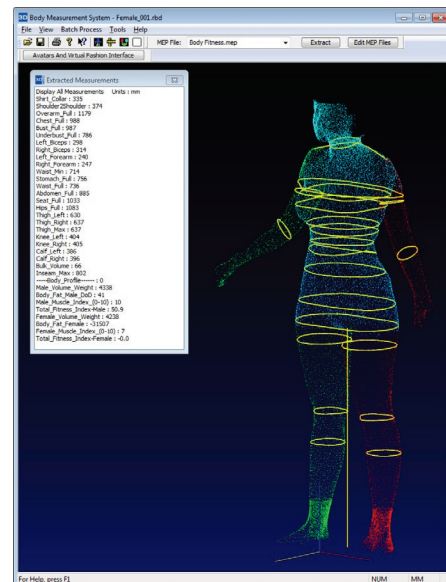 3D Body Measurement System - Female_001.rbd
File View Batch Process Tools Help
MEP File: Body Fitness.mep Extract Edit MEP Files
Avatars And Virtual Fashion Interface
3D Extracted Measurements
Display All Measurements Units : mm
Shirt_Collar : 335
Shoulder2Shoulder : 374
Overarm_Full : 1179
Chest_Full : 988
Bust_Full : 987
Underbust_Full : 786
Left_Biceps : 298
Right_Biceps : 314
Left_Forearm : 240
Right_Forearm : 247
Waist_Min : 714
Stomach_Full : 756
Waist_Full : 736
Abdomen_Full : 885
Seat_Full : 1033
Hips_Full : 1083
Thigh_Left : 630
Thigh_Right : 637
Thigh_Max : 637
Knee_Left : 404
Knee_Right : 405
Calf_Left : 386
Calf_Right : 396
Bulk_Volume : 66
Inseam_Max : 802
-----Body_Profile------ : 0
Male_Volume_Weight : 4338
Body_Fat_Male_DoD : 41
Male_Muscle_Index_(0-10) : 10
Total_Fitness_Index-Male : 50.9
Female_Volume_Weight : 4238
Body_Fat_Female : -31507
Female_Muscle_Index_(0-10) : 7
Total_Fitness_Index-Female : -0.0
For Help, press F1 NUM MM